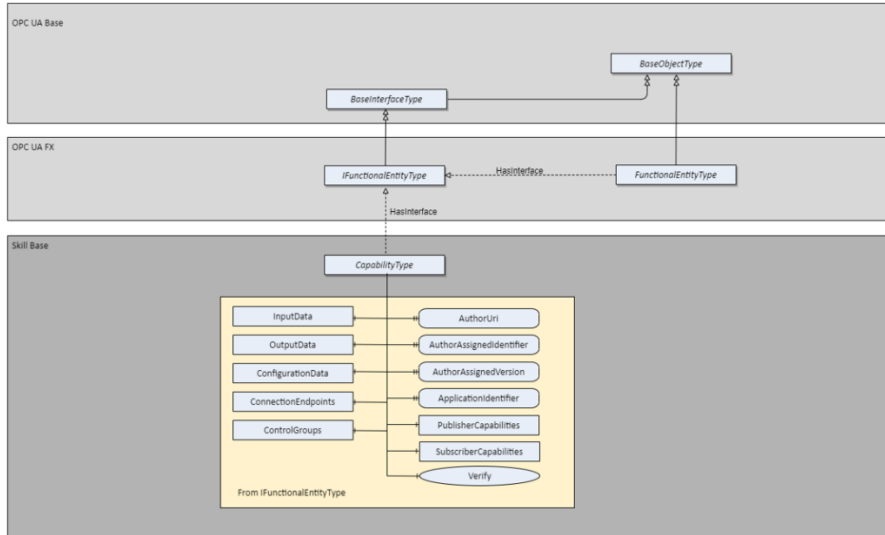 OPC UA Base
BaseObjectType
BaseInterfaceType
OPC UA FX
IFunctionalEntityType
HasInterface
FunctionalEntityType
HasInterface
Skill Base
CapabilityType
InputData
AuthorUri
OutputData
AuthorAssignedIdentifier
ConfigurationData
AuthorAssignedVersion
ConnectionEndpoints
ApplicationIdentifier
ControlGroups
PublisherCapabilities
SubscriberCapabilities
Verify
From IFunctionalEntityType